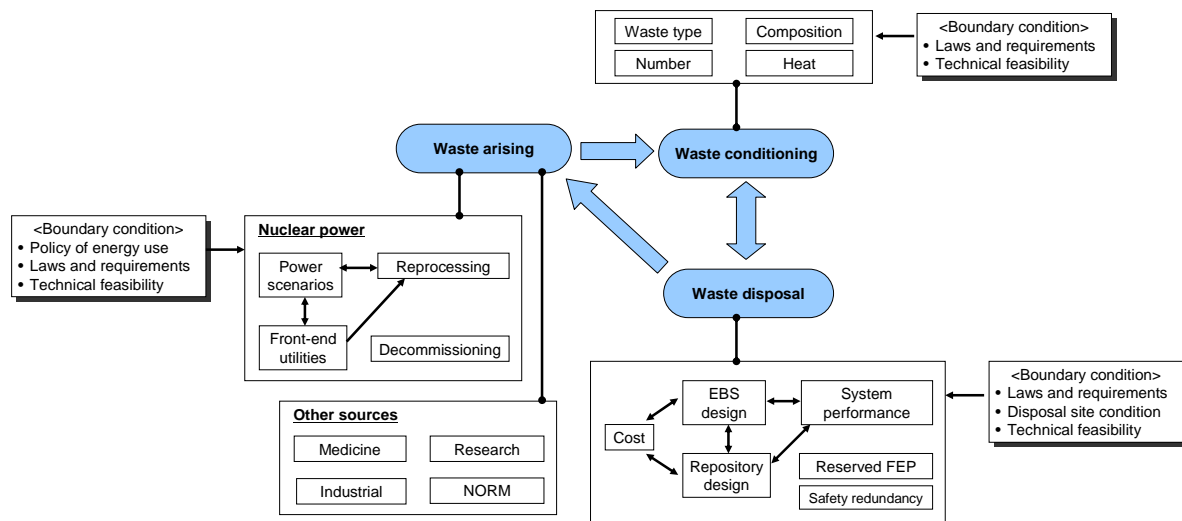 Waste type
Composition
Number
Heat
<Boundary condition>
• Laws and requirements
• Technical feasibility
Waste arising
Waste conditioning
<Boundary condition>
• Policy of energy use
• Laws and requirements
• Technical feasibility
Nuclear power
Power
scenarios
Reprocessing
Front-end
utilities
Decommissioning
Waste disposal
Other sources
Medicine
Research
Industrial
NORM
EBS
design
System
performance
Cost
Repository
design
Reserved FEP
Safety redundancy
<Boundary condition>
• Laws and requirements
• Disposal site condition
• Technical feasibility